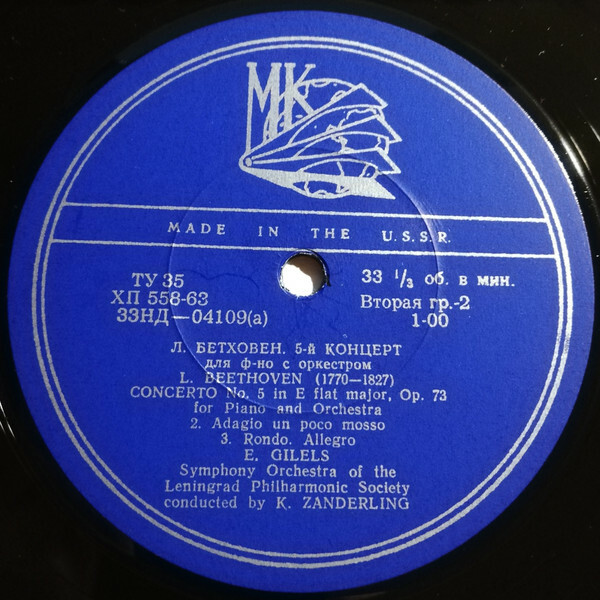 МК
MADE IN THE U.S.S.R.
ТУ 35
ХП 558-63
33НД—04109(а)
33 1/3 об. в мин.
Вторая гр.-2
1-00
Л. БЕТХОВЕН. 5-й КОНЦЕРТ
для ф-но с оркестром
L. BEETHOVEN (1770—1827)
CONCERTO No. 5 in E flat major, Op. 73
for Piano and Orchestra
2. Adagio un poco mosso
3. Rondo. Allegro
E. GILELS
Symphony Orchestra of the
Leningrad Philharmonic Society
conducted by K. ZANDERLING